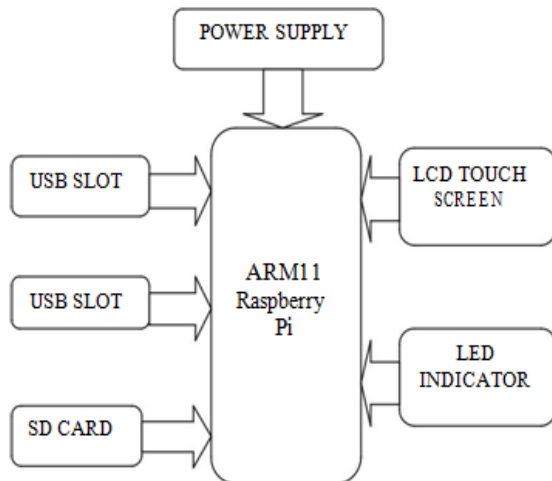 POWER SUPPLY
USB SLOT
LCD TOUCH
SCREEN
USB SLOT
ARM11
Raspberry
Pi
LED
INDICATOR
SD CARD